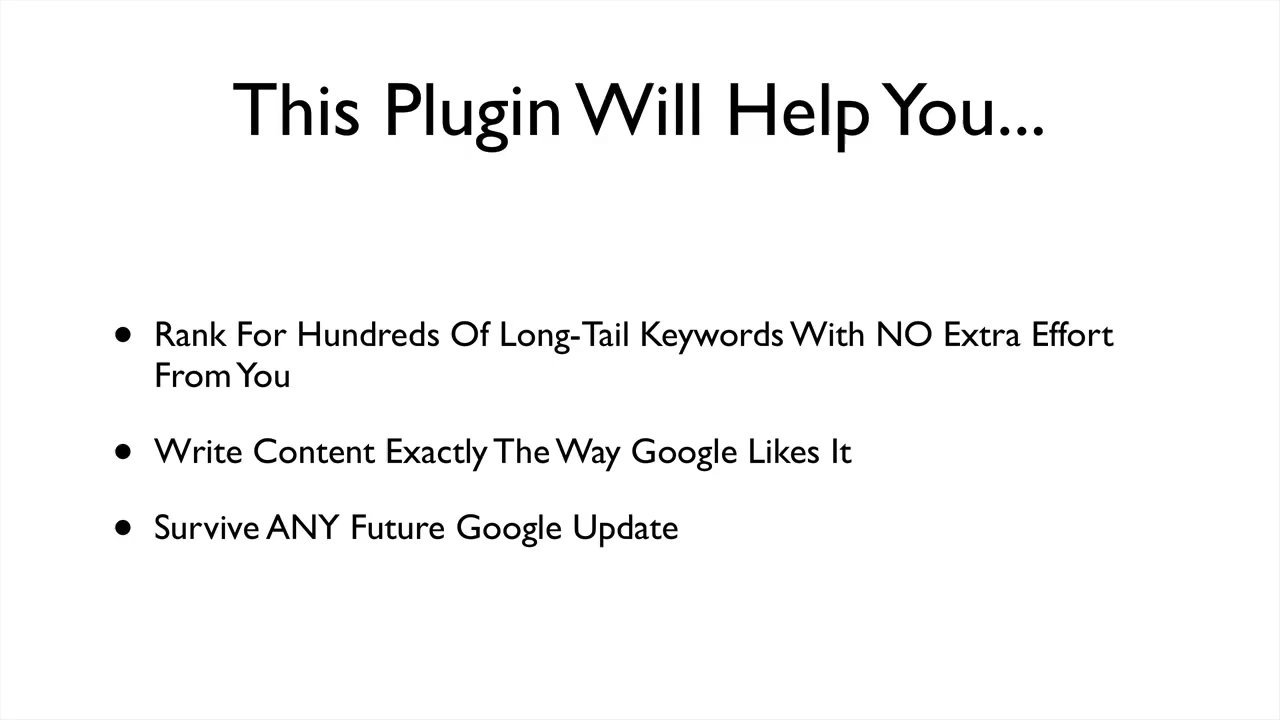 This Plugin Will Help You...
• Rank For Hundreds Of Long-Tail Keywords With NO Extra Effort
From You
• Write Content Exactly The Way Google Likes It
• Survive ANY Future Google Update